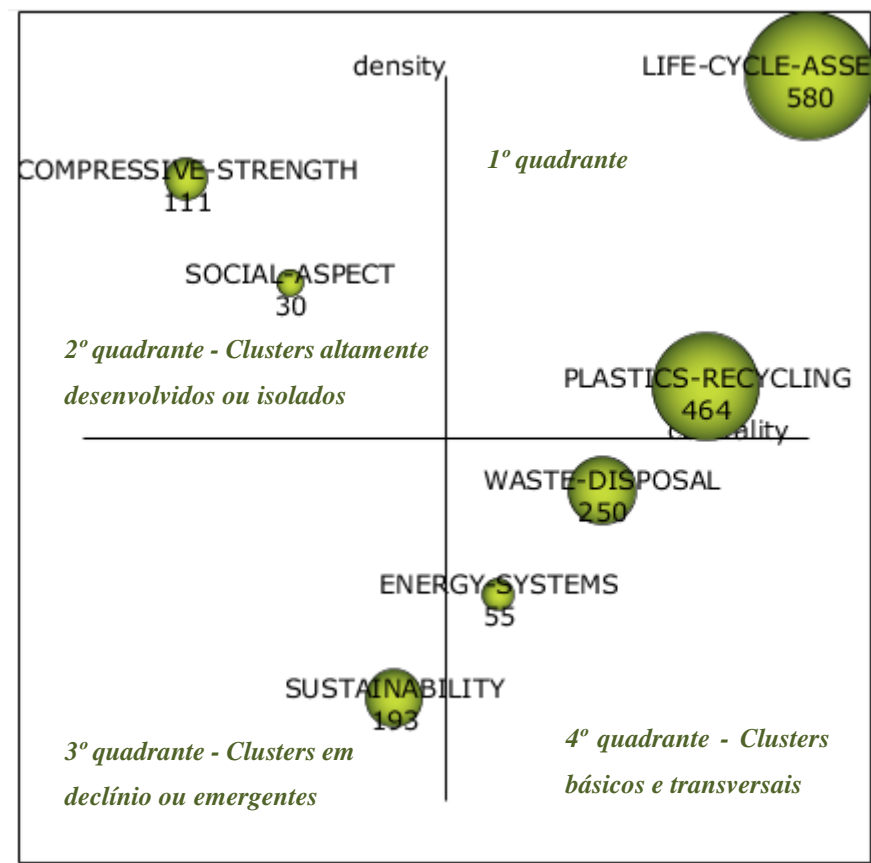 density
LIFE-CYCLE-ASSE
580
1º quadrante
COMPRESSIVE-STRENGTH
111
SOCIAL-ASPECT
30
2º quadrante - Clusters altamente
desenvolvidos ou isolados
PLASTICS-RECYCLING
464
WASTE-DISPOSAL
250
ENERGY-SYSTEMS
55
SUSTAINABILITY
193
3º quadrante - Clusters em
declínio ou emergentes
4º quadrante - Clusters
básicos e transversais